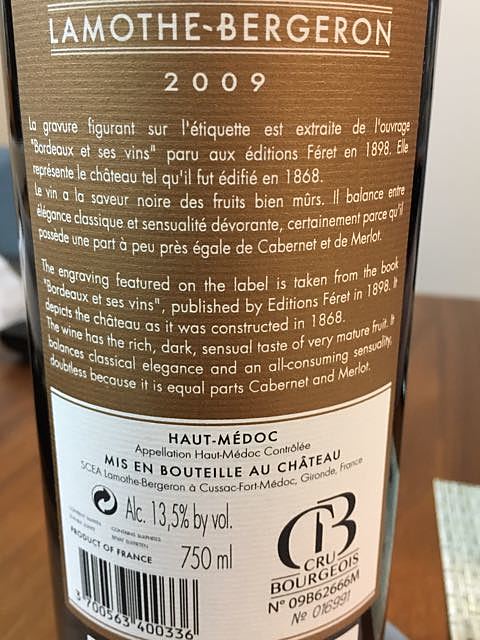 LAMOTHE-BERGERON
2009
La gravure figurant sur l'étiquette est extraite de l'ouvrage
"Bordeaux et ses vins" paru aux éditions Féret en 1898. Elle
représente le château tel qu'il fut édifié en 1868.
Le vin a la saveur noire des fruits bien mûrs. Il balance entre
élégance classique et sensualité dévorante, certainement parce qu'il
possède une part à peu près égale de Cabernet et de Merlot.
The engraving featured on the label is taken from the book
"Bordeaux et ses vins", published by Editions Féret in 1898. It
depicts the château as it was constructed in 1868.
The wine has the rich, dark, sensual taste of very mature fruit. It
balances classical elegance and an all-consuming sensuality,
doubtless because it is equal parts Cabernet and Merlot.
HAUT-MÉDOC
Appellation Haut-Médoc Contrôlée
MIS EN BOUTEILLE AU CHÂTEAU
SCEA Lamothe-Bergeron à Cussac-Fort-Médoc, Gironde, France
Alc. 13,5% by vol.
CONTAINS SULPHITES
PRODUCT OF FRANCE
750 ml
CB
CRU
BOURGEOIS
N° 09B62666M
N° 016991
3 700563 400336